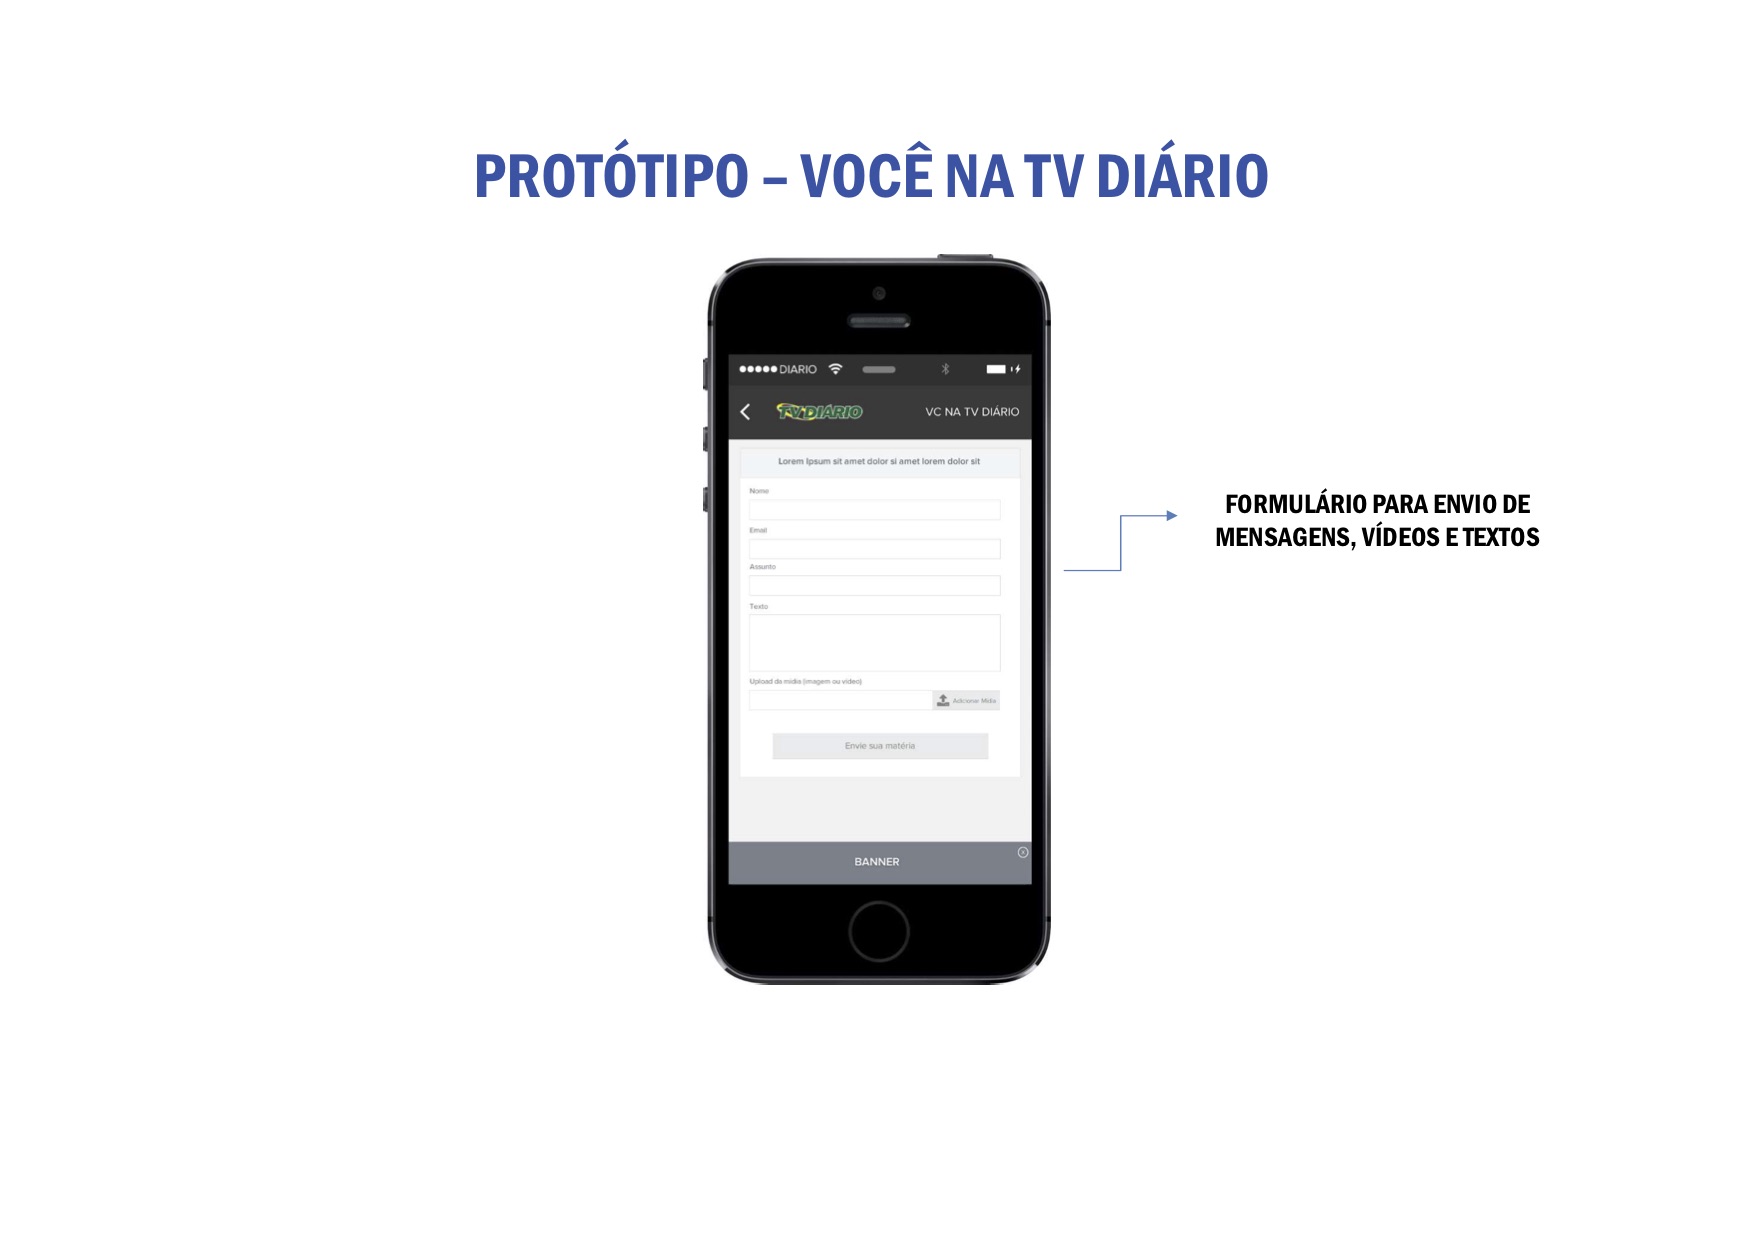 PROTÓTIPO – VOCÊ NA TV DIÁRIO
DIARIO
TV DIÁRIO
VC NA TV DIÁRIO
Lorem Ipsum sit amet dolor si amet lorem dolor sit
Nome
Email
Assunto
Texto
Upload da mídia (imagem ou vídeo)
Adicionar Mídia
Envie sua matéria
BANNER
FORMULÁRIO PARA ENVIO DE
MENSAGENS, VÍDEOS E TEXTOS